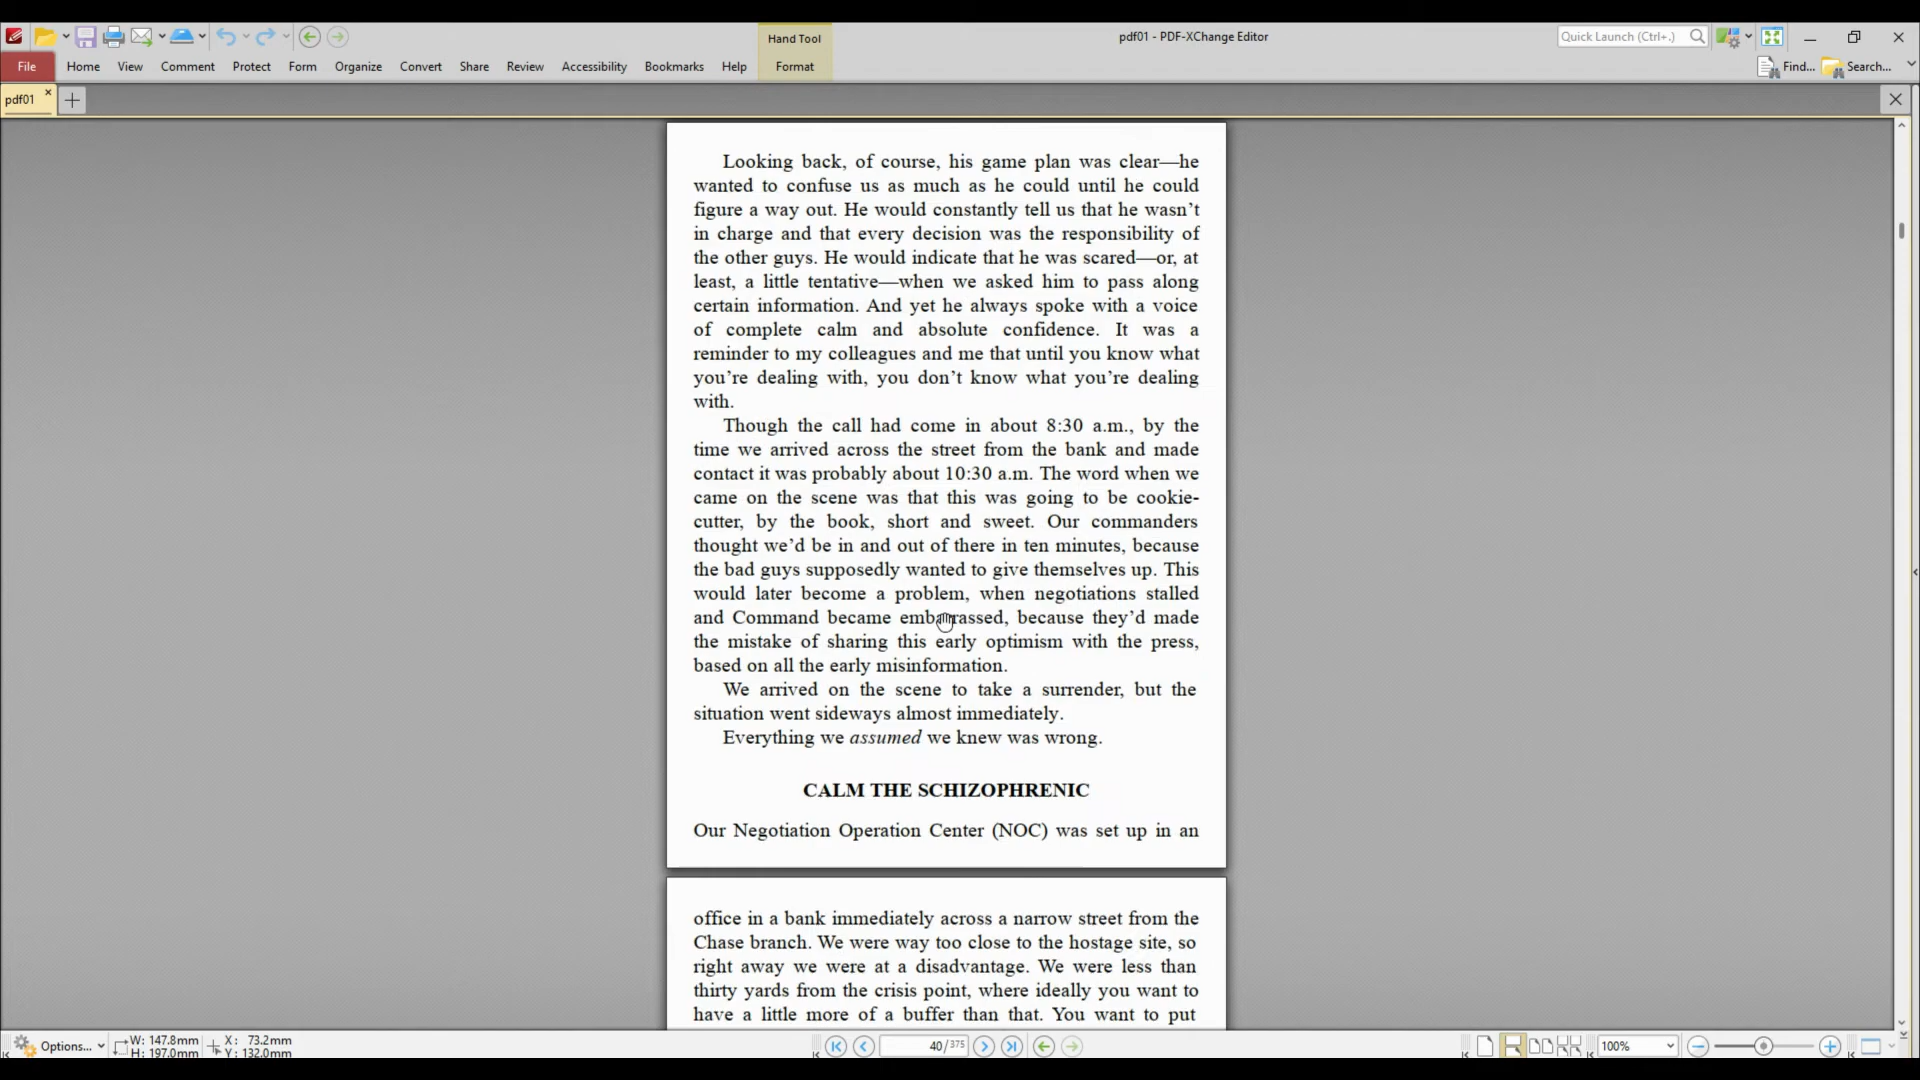 Hand Tool
pdf01 - PDF-XChange Editor
Quick Launch (Ctrl+.)
File
Home
View
Comment
Protect
Form
Organize
Convert
Share
Review
Accessibility
Bookmarks
Help
Format
Find...
Search...
pdf01
Looking back, of course, his game plan was clear—he
wanted to confuse us as much as he could until he could
figure a way out. He would constantly tell us that he wasn’t
in charge and that every decision was the responsibility of
the other guys. He would indicate that he was scared—or, at
least, a little tentative—when we asked him to pass along
certain information. And yet he always spoke with a voice
of complete calm and absolute confidence. It was a
reminder to my colleagues and me that until you know what
you’re dealing with, you don’t know what you’re dealing
with.
Though the call had come in about 8:30 a.m., by the
time we arrived across the street from the bank and made
contact it was probably about 10:30 a.m. The word when we
came on the scene was that this was going to be cookie-
cutter, by the book, short and sweet. Our commanders
thought we’d be in and out of there in ten minutes, because
the bad guys supposedly wanted to give themselves up. This
would later become a problem, when negotiations stalled
and Command became embarrassed, because they’d made
the mistake of sharing this early optimism with the press,
based on all the early misinformation.
We arrived on the scene to take a surrender, but the
situation went sideways almost immediately.
Everything we assumed we knew was wrong.
CALM THE SCHIZOPHRENIC
Our Negotiation Operation Center (NOC) was set up in an
office in a bank immediately across a narrow street from the
Chase branch. We were way too close to the hostage site, so
right away we were at a disadvantage. We were less than
thirty yards from the crisis point, where ideally you want to
have a little more of a buffer than that. You want to put
Options...
W: 147.8mm
H: 197.0mm
X: 73.2mm
Y: 132.0mm
40/375
100%